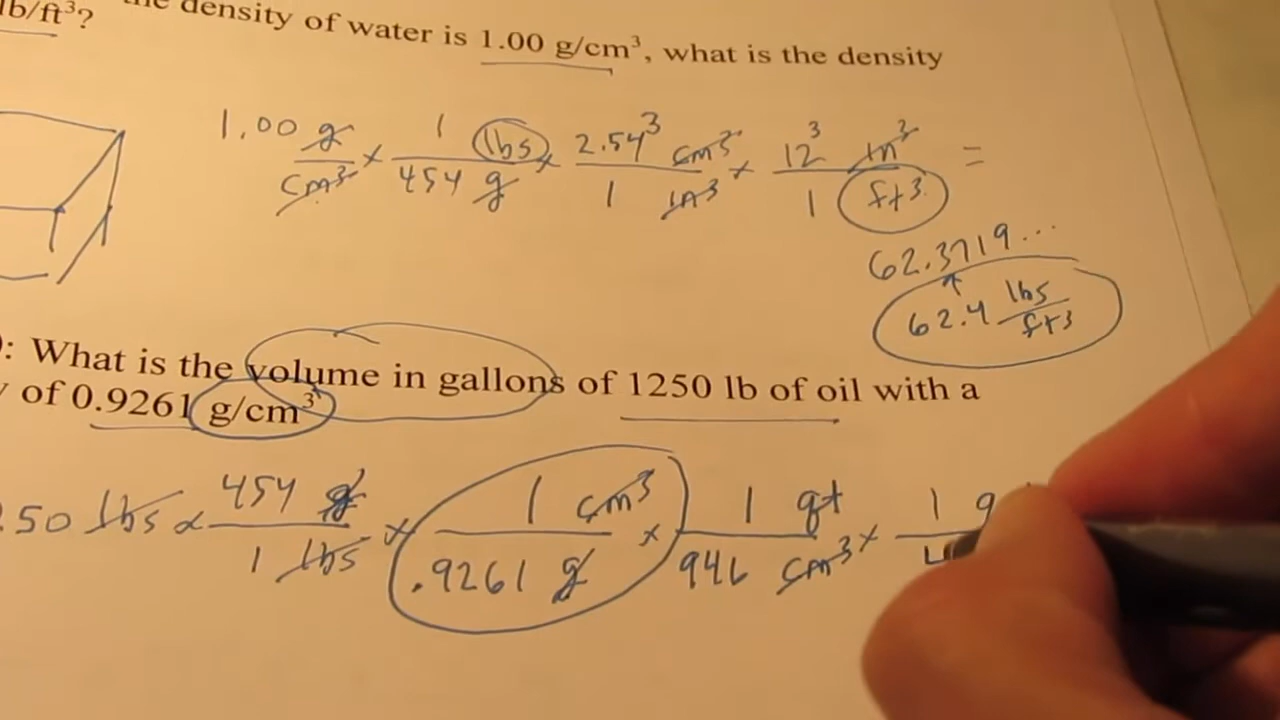 lb/ft³? the density of water is 1.00 g/cm³, what is the density
1.00 g/cm³ × 1 lbs/454 g × 2.54³ cm³/1 in³ × 12³ in³/1 ft3 =
62.3719...
62.4 lbs/ft3
: What is the volume in gallons of 1250 lb of oil with a
of 0.9261 g/cm³
50 lbs × 454 g/1 lbs × 1 cm³/.9261 g × 1 qt/946 cm³ × 1 g